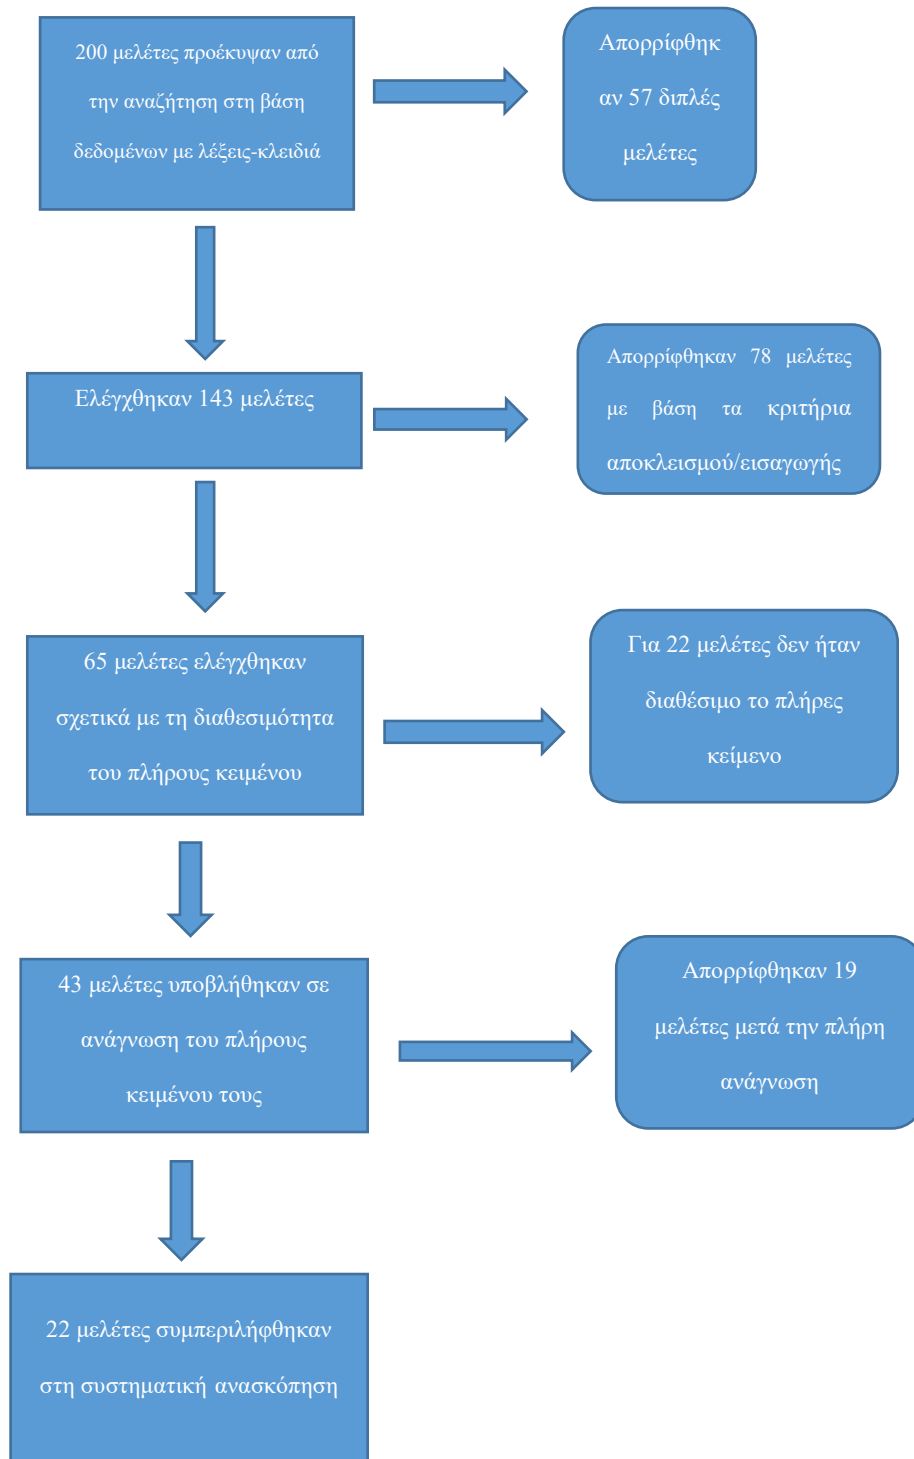 200 μελέτες προέκυψαν από
την αναζήτηση στη βάση
δεδομένων με λέξεις-κλειδιά
Απορρίφθηκ
αν 57 διπλές
μελέτες
Ελέγχθηκαν 143 μελέτες
Απορρίφθηκαν 78 μελέτες
με βάση τα κριτήρια
αποκλεισμού/εισαγωγής
65 μελέτες ελέγχθηκαν
σχετικά με τη διαθεσιμότητα
του πλήρους κειμένου
Για 22 μελέτες δεν ήταν
διαθέσιμο το πλήρες
κείμενο
43 μελέτες υποβλήθηκαν σε
ανάγνωση του πλήρους
κειμένου τους
Απορρίφθηκαν 19
μελέτες μετά την πλήρη
ανάγνωση
22 μελέτες συμπεριλήφθηκαν
στη συστηματική ανασκόπηση